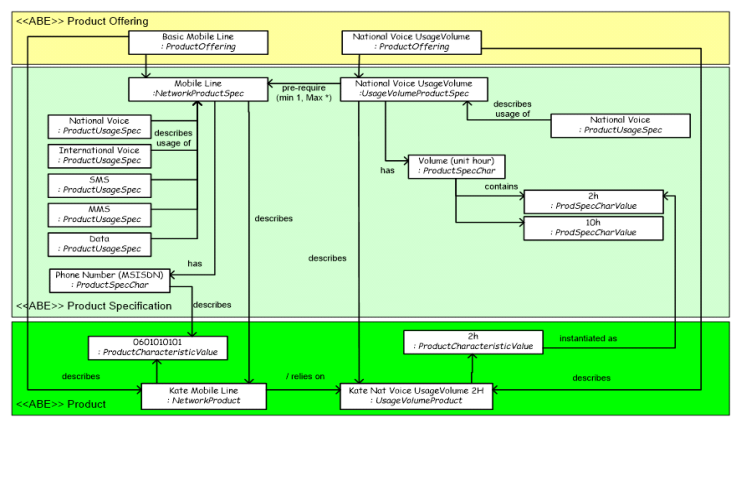 <<ABE>> Product Offering
Basic Mobile Line
: ProductOffering
National Voice UsageVolume
: ProductOffering
Mobile Line
:NetworkProductSpec
pre-require
(min 1, Max *)
National Voice UsageVolume
:UsageVolumeProductSpec
describes
usage of
National Voice
: ProductUsageSpec
National Voice
: ProductUsageSpec
describes
usage of
International Voice
: ProductUsageSpec
SMS
: ProductUsageSpec
MMS
: ProductUsageSpec
Data
: ProductUsageSpec
has
Volume (unit hour)
: ProductSpecChar
contains
2h
: ProdSpecCharValue
10h
: ProdSpecCharValue
describes
describes
has
Phone Number (MSISDN)
: ProductSpecChar
describes
<<ABE>> Product Specification
0601010101
: ProductCharacteristicValue
2h
: ProductCharacteristicValue
instantiated as
describes
/ relies on
describes
Kate Mobile Line
: NetworkProduct
Kate Nat Voice UsageVolume 2H
: UsageVolumeProduct
<<ABE>> Product